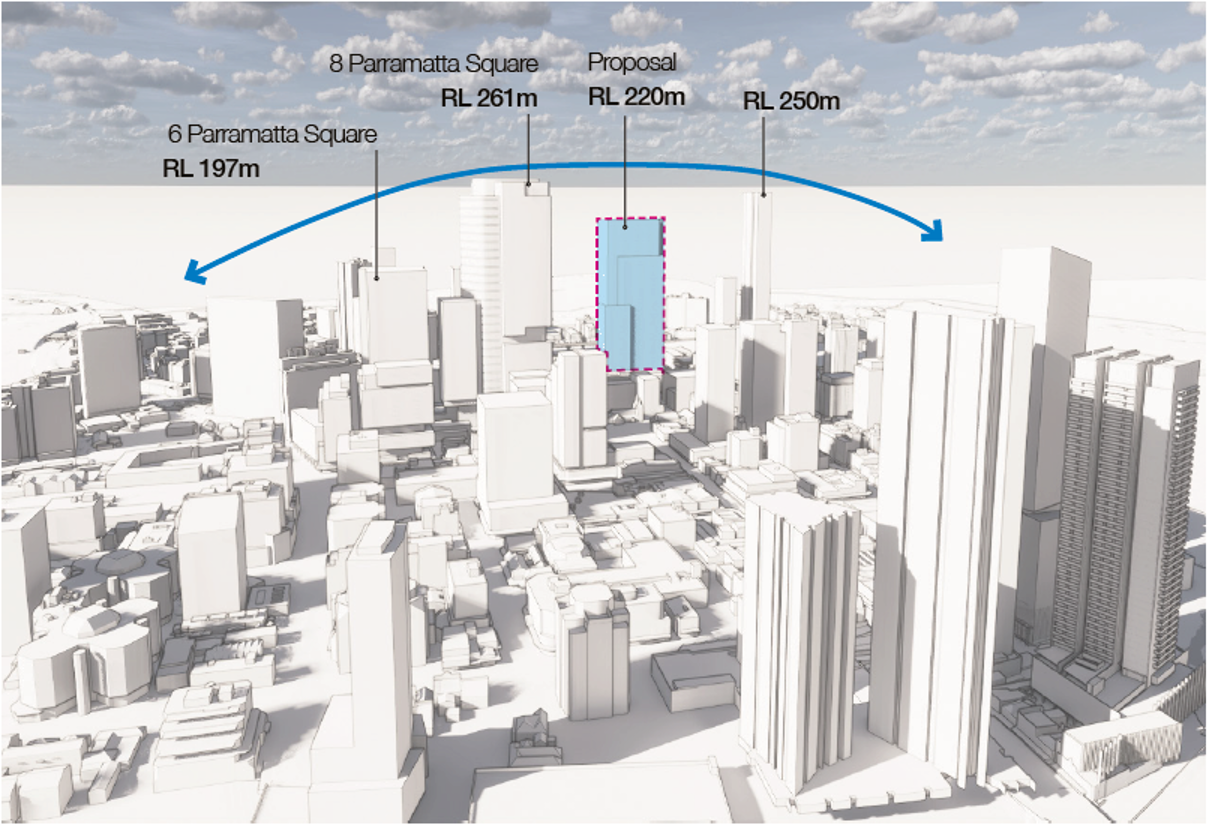 8 Parramatta Square
RL 261m
Proposal
RL 220m
RL 250m
6 Parramatta Square
RL 197m